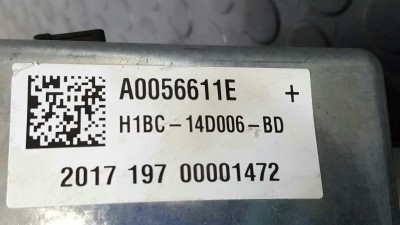 A0056611E +
H1BC-14D006-BD
2017 197 00001472